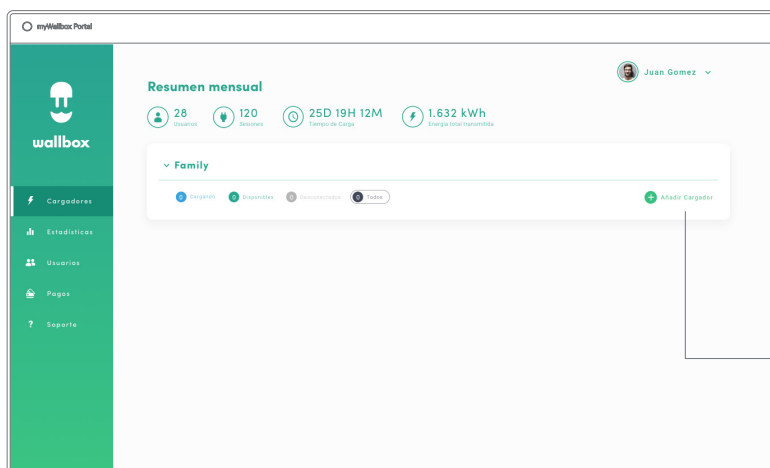 myWallbox Portal
Juan Gomez
Resumen mensual
28
Usuarios
120
Sesiones
25D 19H 12M
Tiempo de Carga
1.632 kWh
Energía total transmitida
wallbox
Family
0 Cargando
0 Disponibles
0 Desconectados
0 Todos
Añadir Cargador
Cargadores
Estadísticas
Usuarios
Pagos
Soporte